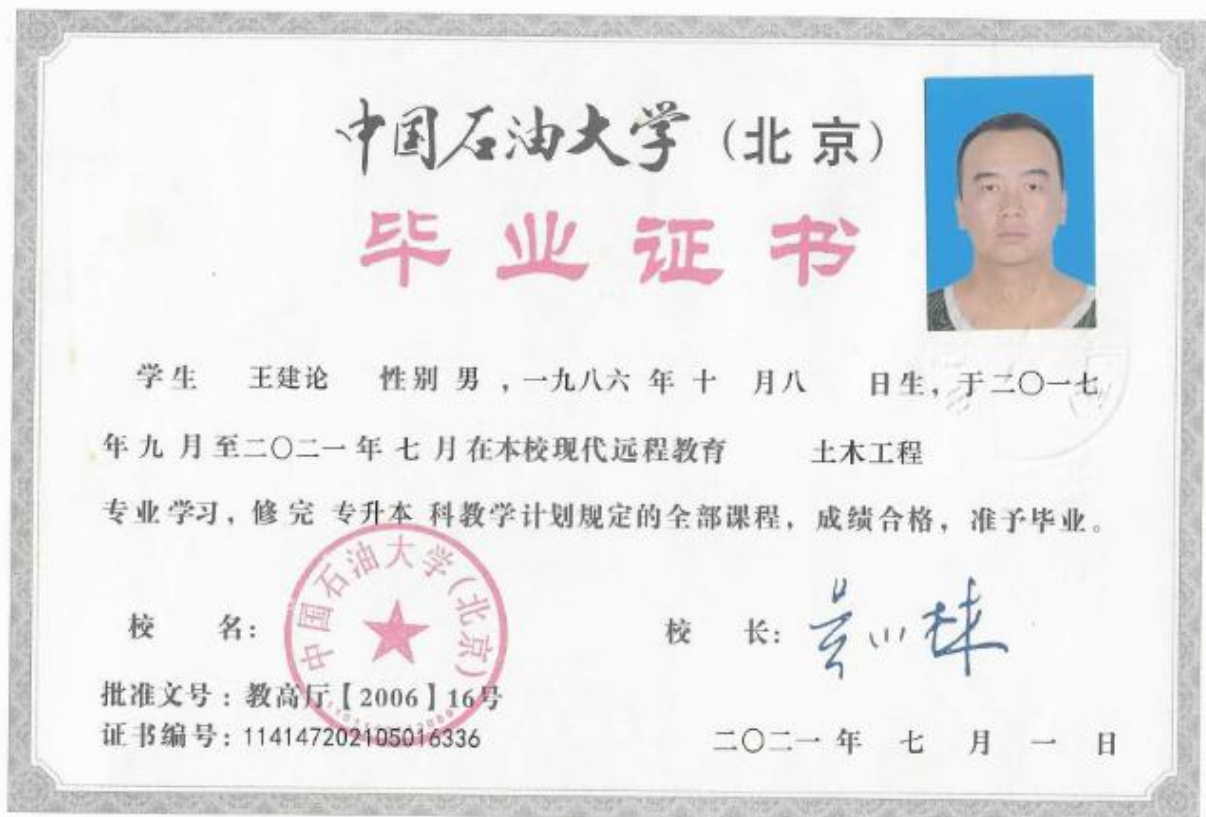 中国石油大学（北京）
毕业证书
学生 王建论 性别 男，一九八六 年 十 月八 日生，于二〇一七
年 九 月至二〇二一 年 七 月在本校现代远程教育 土木工程
专业学习，修完 专升本 科教学计划规定的全部课程，成绩合格，准予毕业。
中国石油大学(北京)
校 名：
校 长：
批准文号：教高厅【2006】16号
证书编号：114147202105016336
二〇二一 年 七 月 一 日